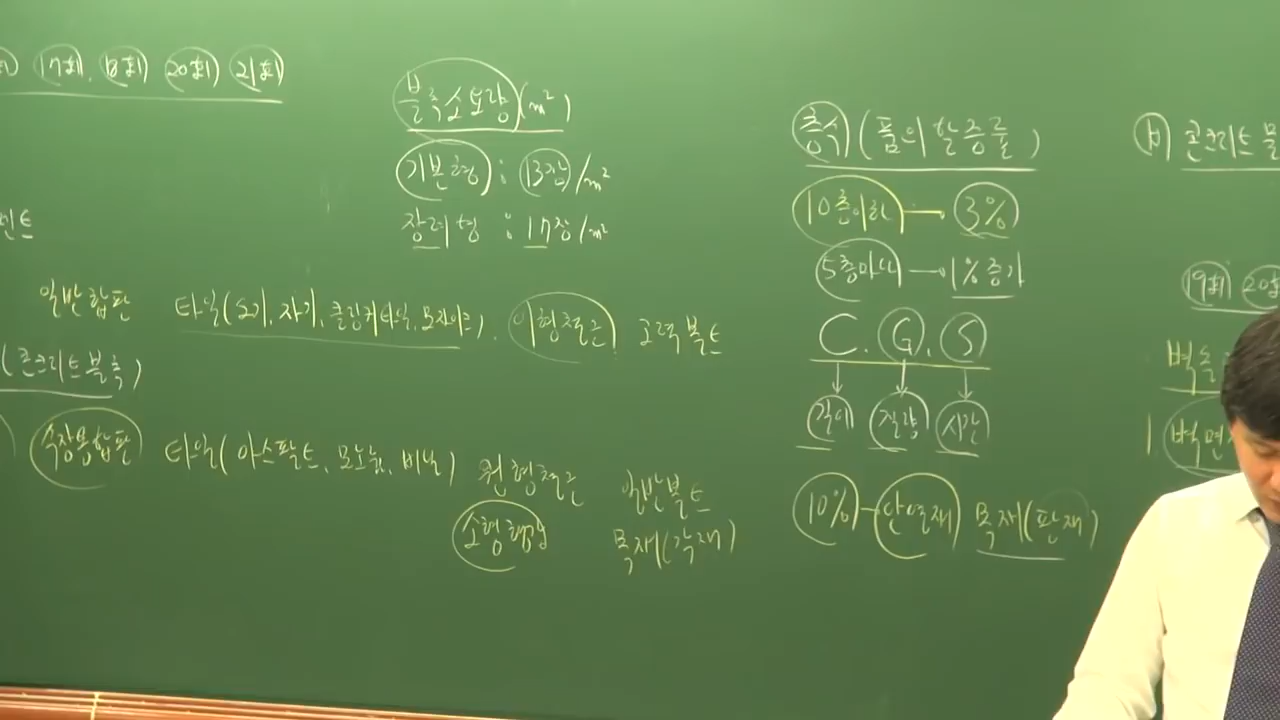 17회, 18회 20회 21회
블록소요량(m²)
기본형 : 13장/m²
장려형 : 17장/m²
층수(품의할증률)
10층이하 — 3%
5층마다 → 1%증가
C. G. S
길이 질량 시간
10% — 단열재 목재(판재)
멘트
일반합판 타일(도기, 자기, 클링커타일, 모자이크). 이형철근 고력볼트
(콘크리트블록)
수장용합판 타일(아스팔트, 모노륨, 비닐) 원형철근 일반볼트
소형형강 목재(각재)
콘크리트 블
19회 20회